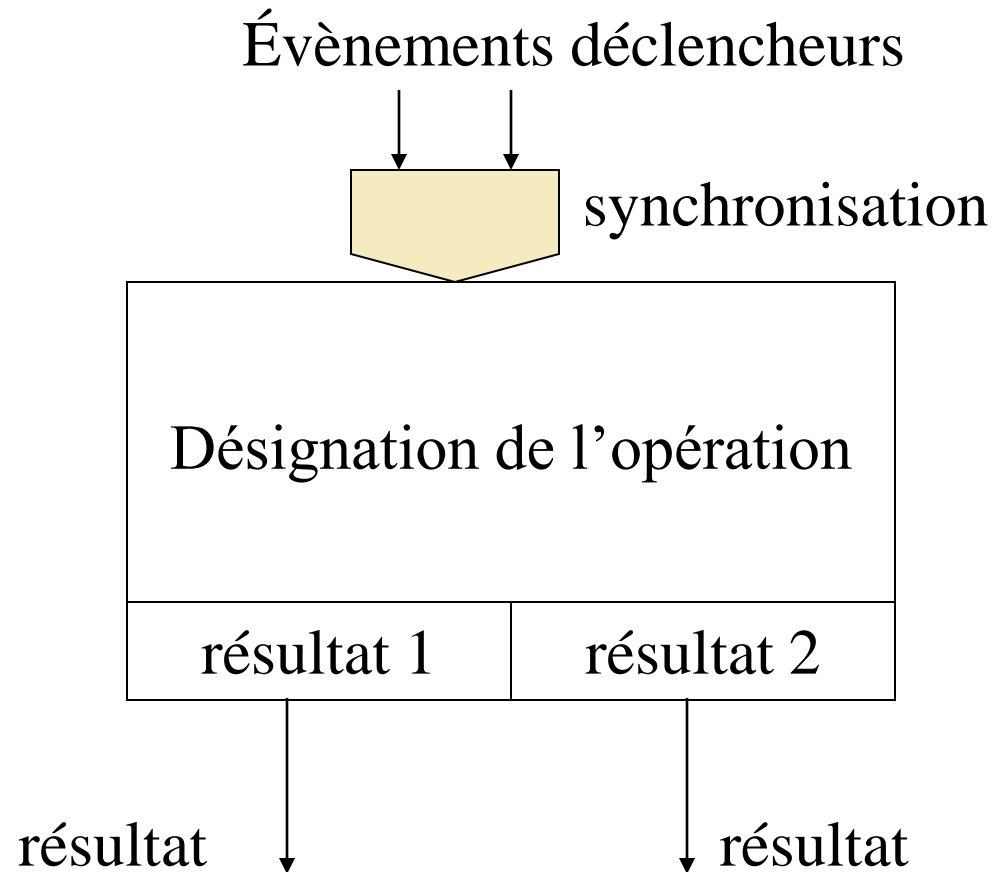 Évènements déclencheurs
synchronisation
Désignation de l’opération
résultat 1
résultat 2
résultat
résultat